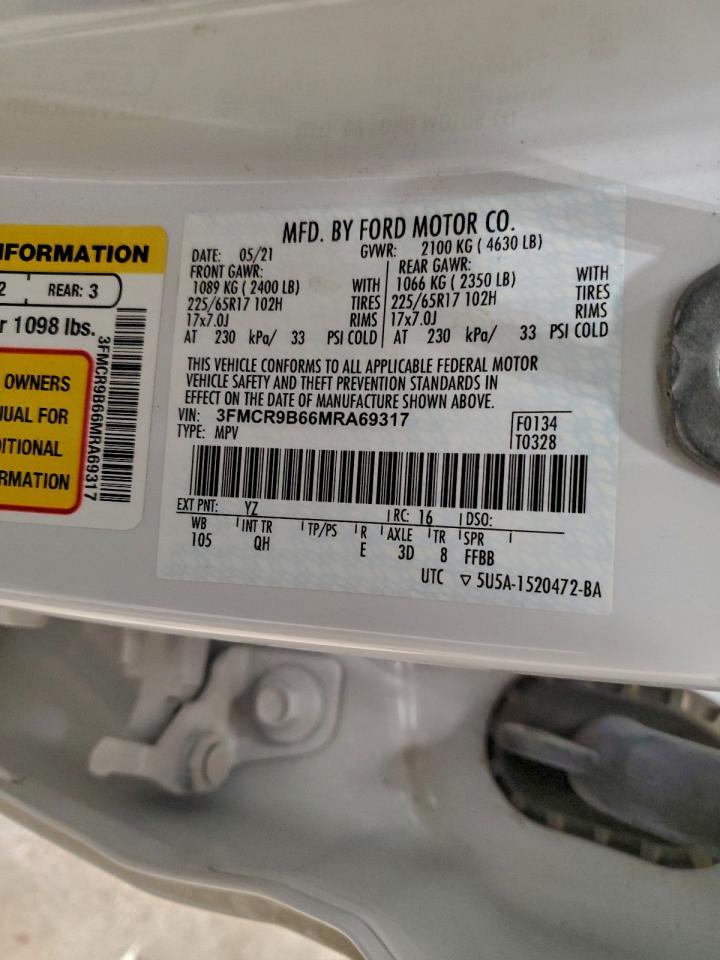 INFORMATION
2 REAR: 3
r 1098 lbs.
OWNERS
UAL FOR
DITIONAL
ORMATION
3FMCR9B66MRA69317
MFD. BY FORD MOTOR CO.
DATE: 05/21 GVWR: 2100 KG ( 4630 LB)
FRONT GAWR: REAR GAWR:
1089 KG ( 2400 LB) WITH 1066 KG ( 2350 LB) WITH
225/65R17 102H TIRES 225/65R17 102H TIRES
17x7.0J RIMS 17x7.0J RIMS
AT 230 kPa/ 33 PSI COLD AT 230 kPa/ 33 PSI COLD
THIS VEHICLE CONFORMS TO ALL APPLICABLE FEDERAL MOTOR
VEHICLE SAFETY AND THEFT PREVENTION STANDARDS IN
EFFECT ON THE DATE OF MANUFACTURE SHOWN ABOVE.
VIN: 3FMCR9B66MRA69317 F0134
TYPE: MPV T0328
EXT PNT: YZ RC: 16 DSO:
WB INT TR TP/PS R AXLE TR SPR
105 QH E 3D 8 FFBB
UTC ▽ 5U5A-1520472-BA